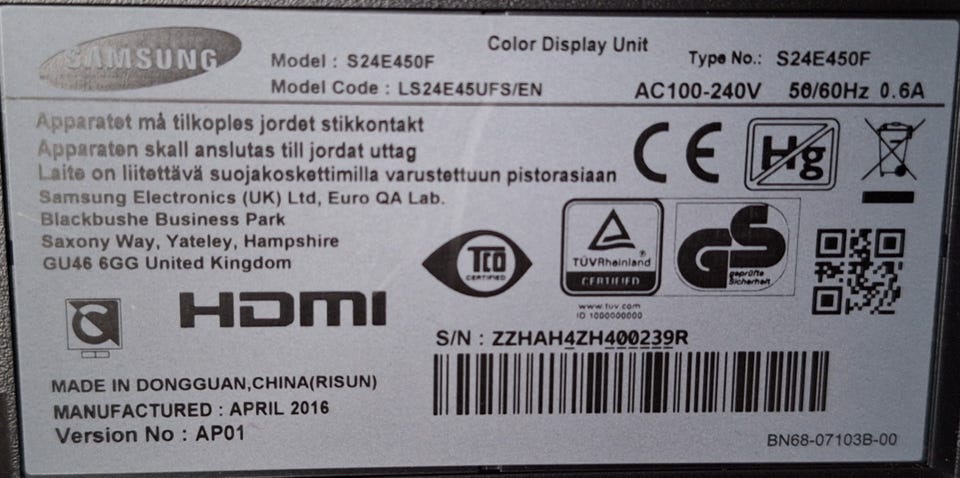 SAMSUNG
Color Display Unit
Model : S24E450F
Type No.: S24E450F
Model Code : LS24E45UFS/EN
AC100-240V 50/60Hz 0.6A
Apparatet må tilkoples jordet stikkontakt
Apparaten skall anslutas till jordat uttag
Laite on liitettävä suojakoskettimilla varustettuun pistorasiaan
Samsung Electronics (UK) Ltd, Euro QA Lab.
Blackbushe Business Park
Saxony Way, Yateley, Hampshire
GU46 6GG United Kingdom
CE
Hg
TCO
CERTIFIED
TÜVRheinland
CERTIFIED
www.tuv.com
ID 1000000000
GS
geprüfte
Sicherheit
HDMI
S/N : ZZHAH4ZH400239R
MADE IN DONGGUAN,CHINA(RISUN)
MANUFACTURED : APRIL 2016
Version No : AP01
BN68-07103B-00